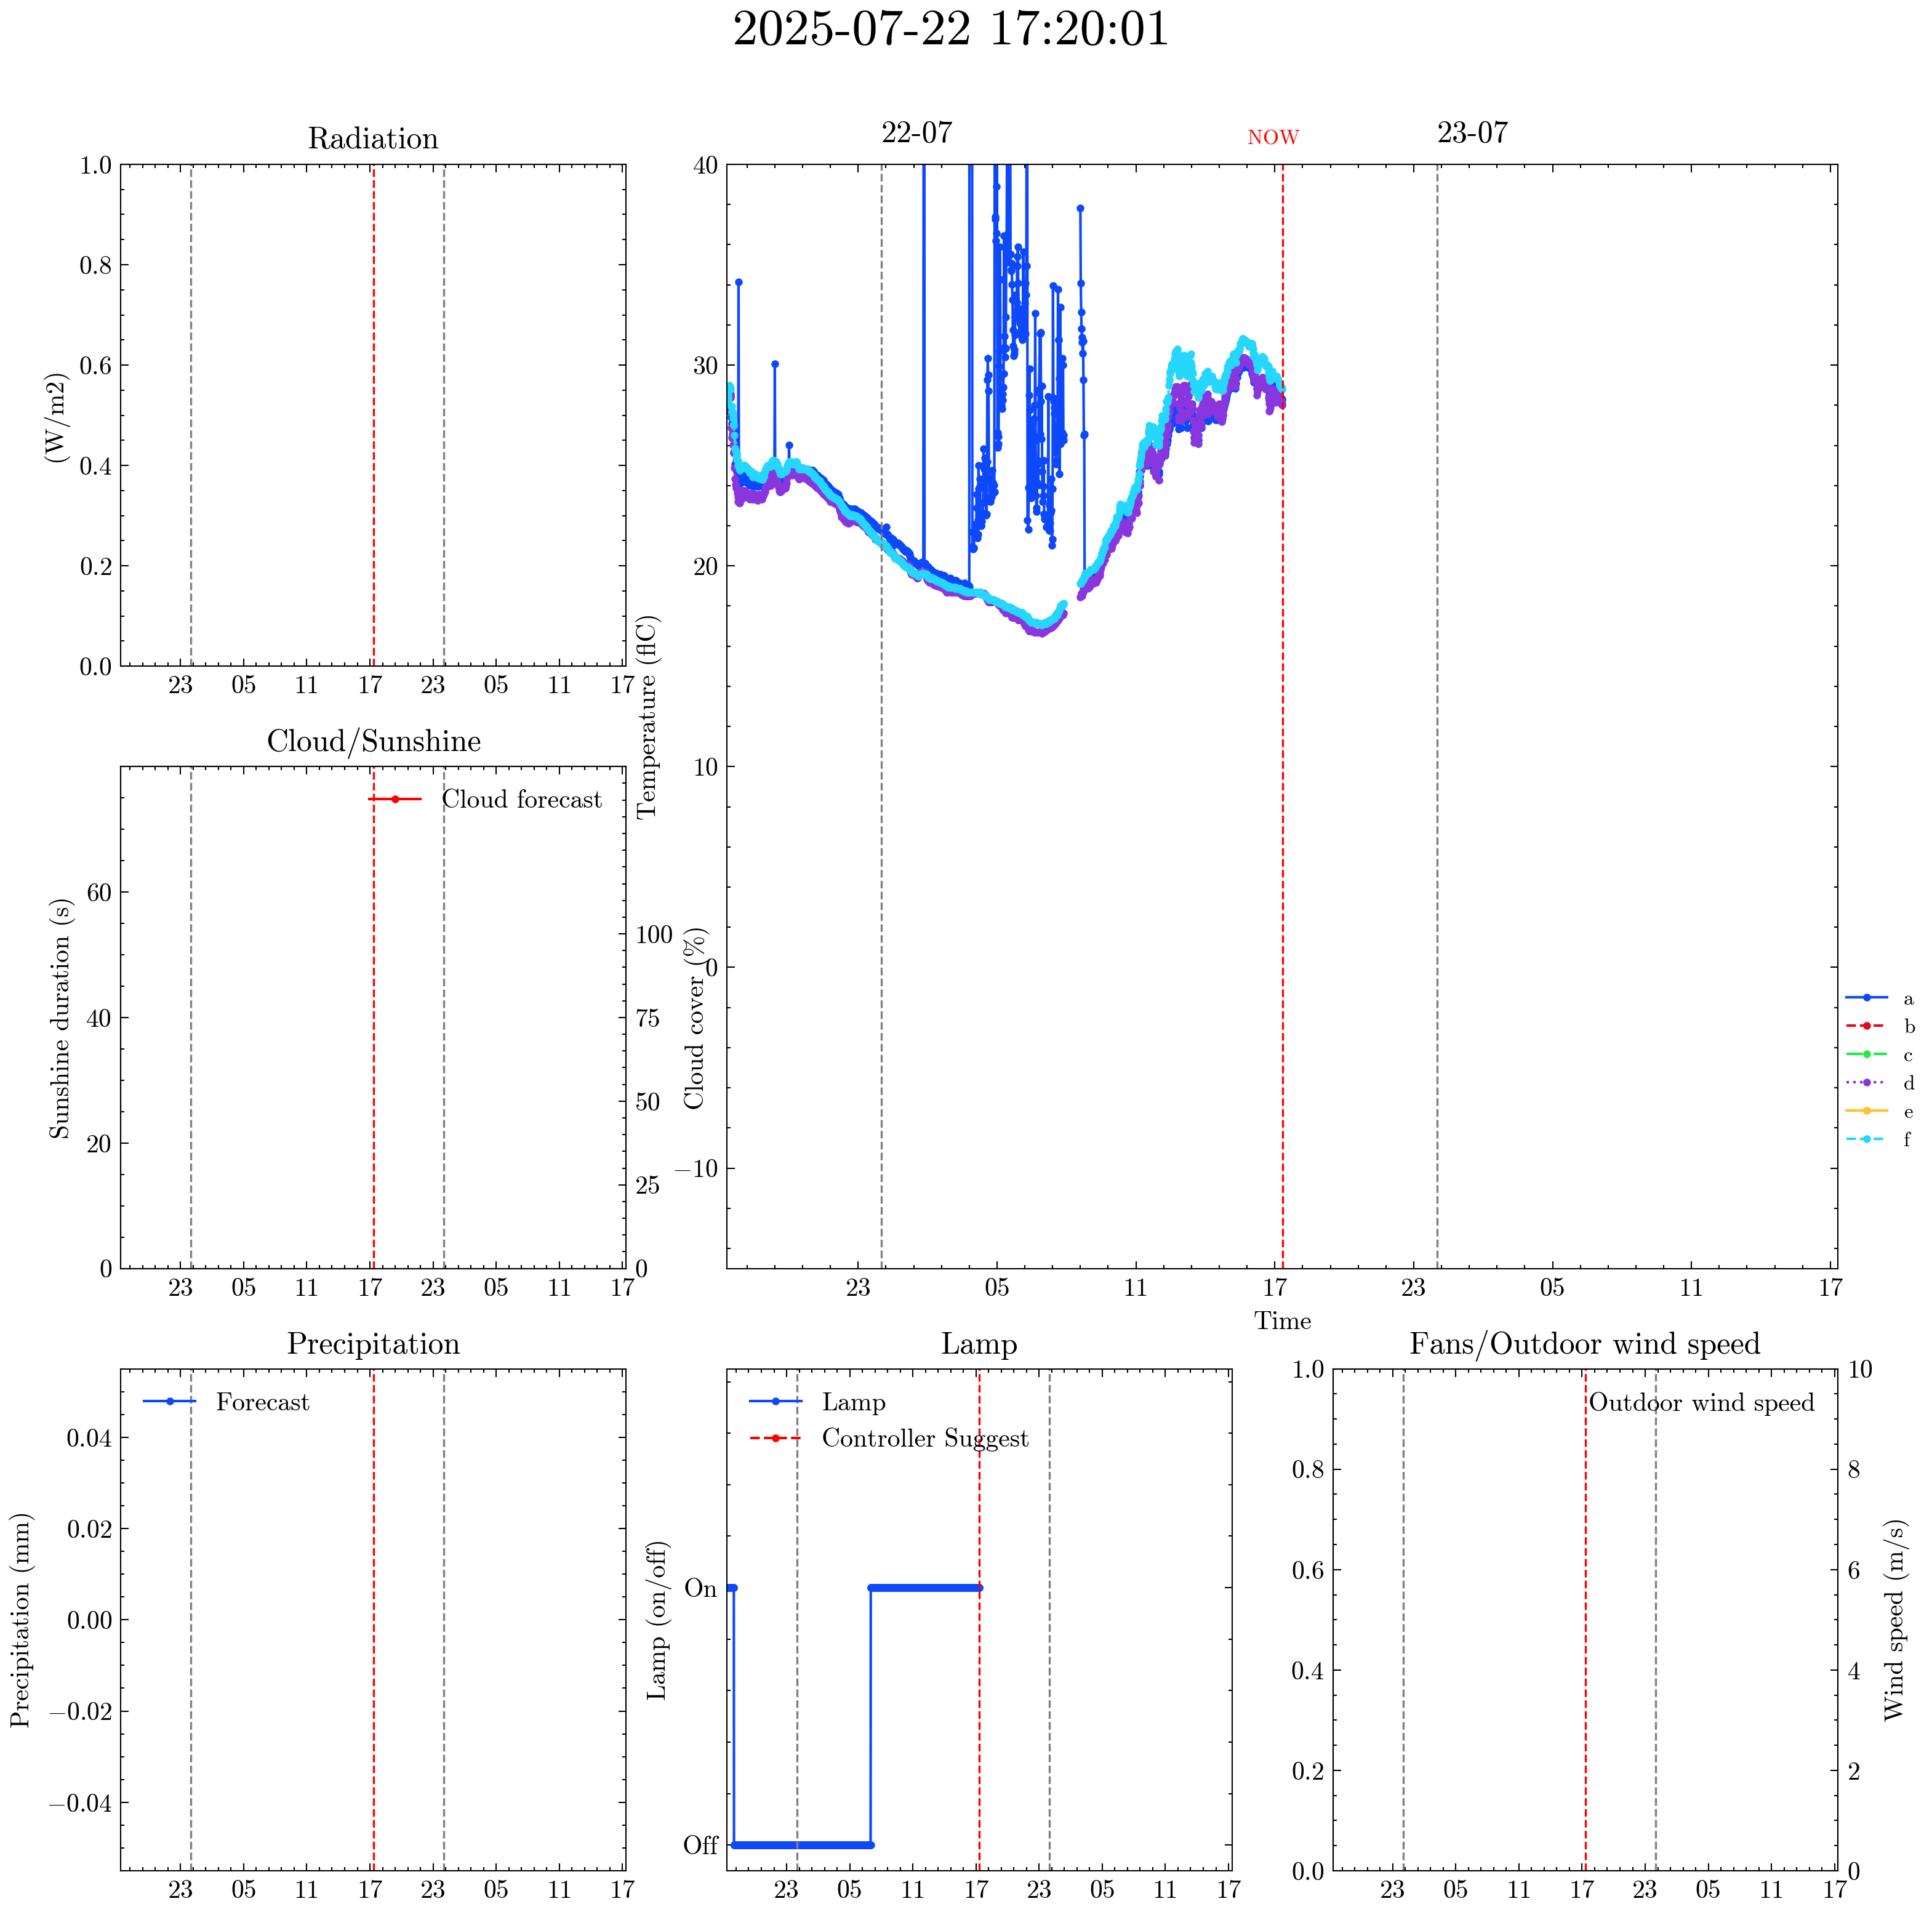 2025-07-22 17:20:01
Radiation
(W/m2)
1.0
0.8
0.6
0.4
0.2
0.0
23 05 11 17 23 05 11 17
22-07
NOW
23-07
Temperature (flC)
40
30
20
10
0
−10
23 05 11 17 23 05 11 17
Time
a
b
c
d
e
f
Cloud/Sunshine
Cloud forecast
Sunshine duration (s)
60
40
20
0
Cloud cover (%)
100
75
50
25
0
23 05 11 17 23 05 11 17
Precipitation
Forecast
Precipitation (mm)
0.04
0.02
0.00
−0.02
−0.04
23 05 11 17 23 05 11 17
Lamp
Lamp
Controller Suggest
Lamp (on/off)
On
Off
23 05 11 17 23 05 11 17
Fans/Outdoor wind speed
Outdoor wind speed
1.0
0.8
0.6
0.4
0.2
0.0
10
8
6
4
2
0
Wind speed (m/s)
23 05 11 17 23 05 11 17